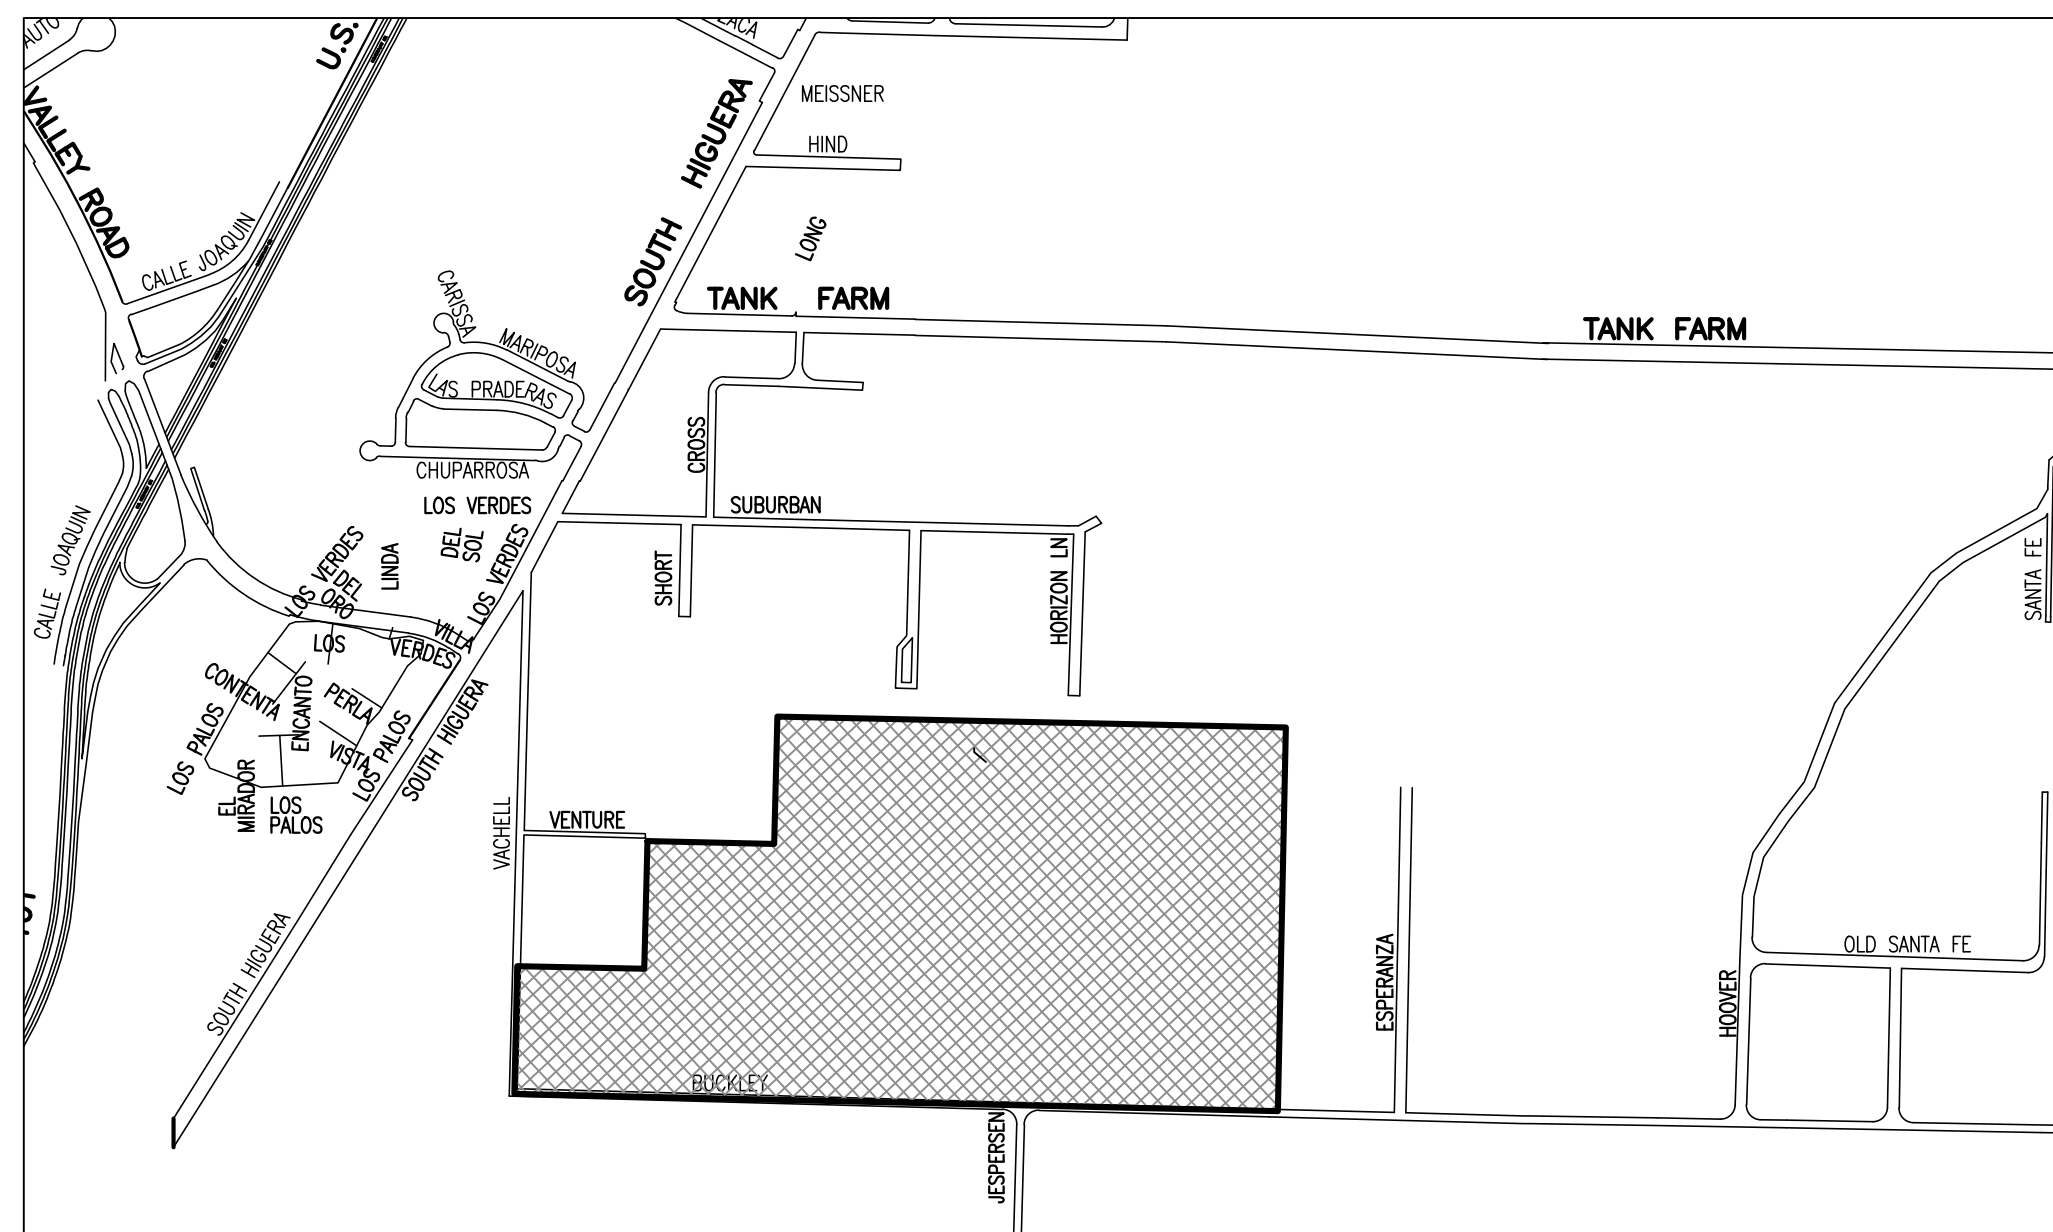 AUTO
U.S.
VALLEY ROAD
SOUTH HIGUERA
MEISSNER
HIND
LONG
CALLE JOAQUIN
TANK FARM
TANK FARM
CARISSA
MARIPOSA
LAS PRADERAS
CHUPARROSA
CROSS
SUBURBAN
SHORT
HORIZON LN
SANTA FE
CALLE JOAQUIN
LOS VERDES
DEL
SOL
LOS VERDES
LINDA
LOS VERDES
DEL
ORO
VILLA
LOS
VERDES
CONTENTA
ENCANTO
PERLA
VISTA
LOS PALOS
LOS PALOS
SOUTH HIGUERA
EL
MIRADOR
LOS
PALOS
VACHELL
VENTURE
SOUTH HIGUERA
ESPERANZA
HOOVER
OLD SANTA FE
BUCKLEY
JESPERSEN